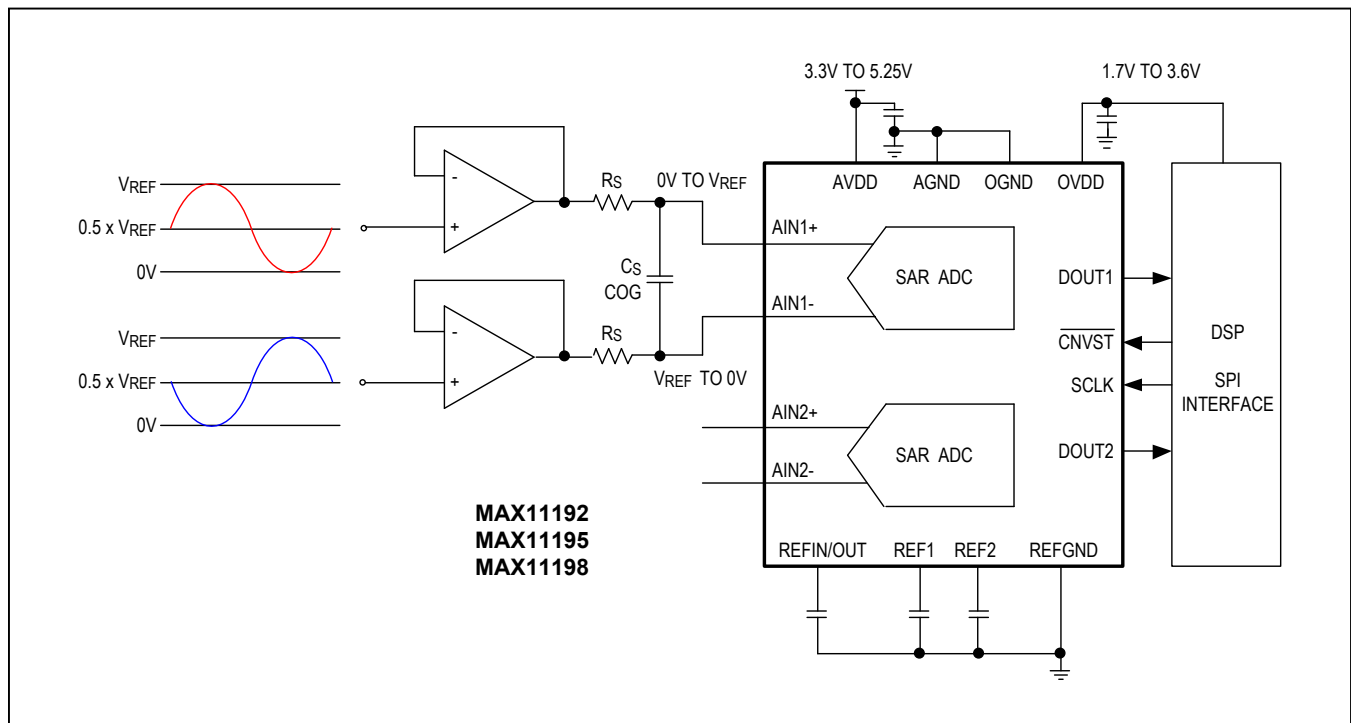 3.3V TO 5.25V
1.7V TO 3.6V
VREF
0.5 x VREF
0V
-
+
RS
0V TO VREF
CS
COG
VREF
0.5 x VREF
0V
-
+
RS
VREF TO 0V
AVDD
AGND
OGND
OVDD
AIN1+
AIN1-
SAR ADC
AIN2+
AIN2-
SAR ADC
DOUT1
CNVST
SCLK
DOUT2
DSP
SPI
INTERFACE
MAX11192
MAX11195
MAX11198
REFIN/OUT
REF1
REF2
REFGND